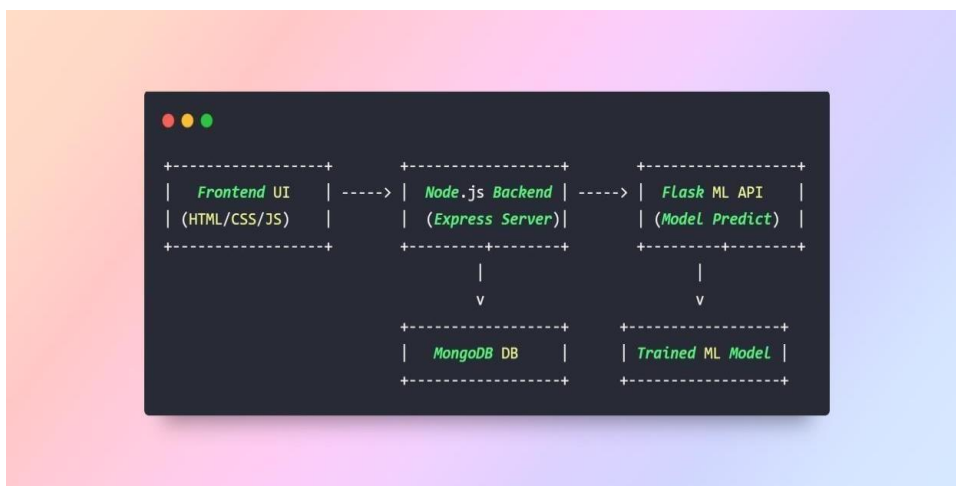 +------------------+        +------------------+        +------------------+
|   Frontend UI    | -----> |  Node.js Backend | -----> |  Flask ML API    |
| (HTML/CSS/JS)    |        |  (Express Server)|        | (Model Predict)  |
+------------------+        +---------+--------+        +---------+--------+
                                      |                         |
                                      v                         v
                            +------------------+      +------------------+
                            |   MongoDB DB     |      | Trained ML Model |
                            +------------------+      +------------------+